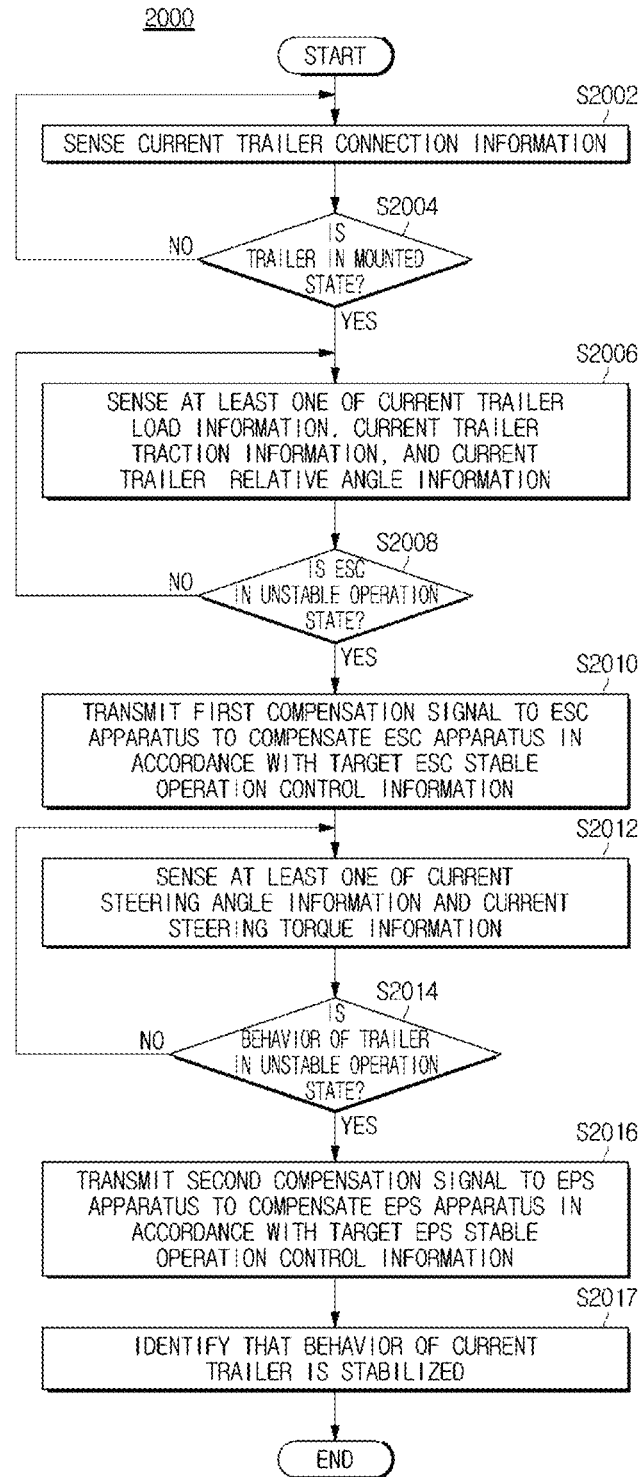 2000
START
S2002
SENSE CURRENT TRAILER CONNECTION INFORMATION
S2004
IS
TRAILER IN MOUNTED
STATE?
NO
YES
S2006
SENSE AT LEAST ONE OF CURRENT TRAILER
LOAD INFORMATION, CURRENT TRAILER
TRACTION INFORMATION, AND CURRENT
TRAILER RELATIVE ANGLE INFORMATION
S2008
IS ESC
IN UNSTABLE OPERATION
STATE?
NO
YES
S2010
TRANSMIT FIRST COMPENSATION SIGNAL TO ESC
APPARATUS TO COMPENSATE ESC APPARATUS IN
ACCORDANCE WITH TARGET ESC STABLE
OPERATION CONTROL INFORMATION
S2012
SENSE AT LEAST ONE OF CURRENT
STEERING ANGLE INFORMATION AND CURRENT
STEERING TORQUE INFORMATION
S2014
IS
BEHAVIOR OF TRAILER
IN UNSTABLE OPERATION
STATE?
NO
YES
S2016
TRANSMIT SECOND COMPENSATION SIGNAL TO EPS
APPARATUS TO COMPENSATE EPS APPARATUS IN
ACCORDANCE WITH TARGET EPS STABLE
OPERATION CONTROL INFORMATION
S2017
IDENTIFY THAT BEHAVIOR OF CURRENT
TRAILER IS STABILIZED
END